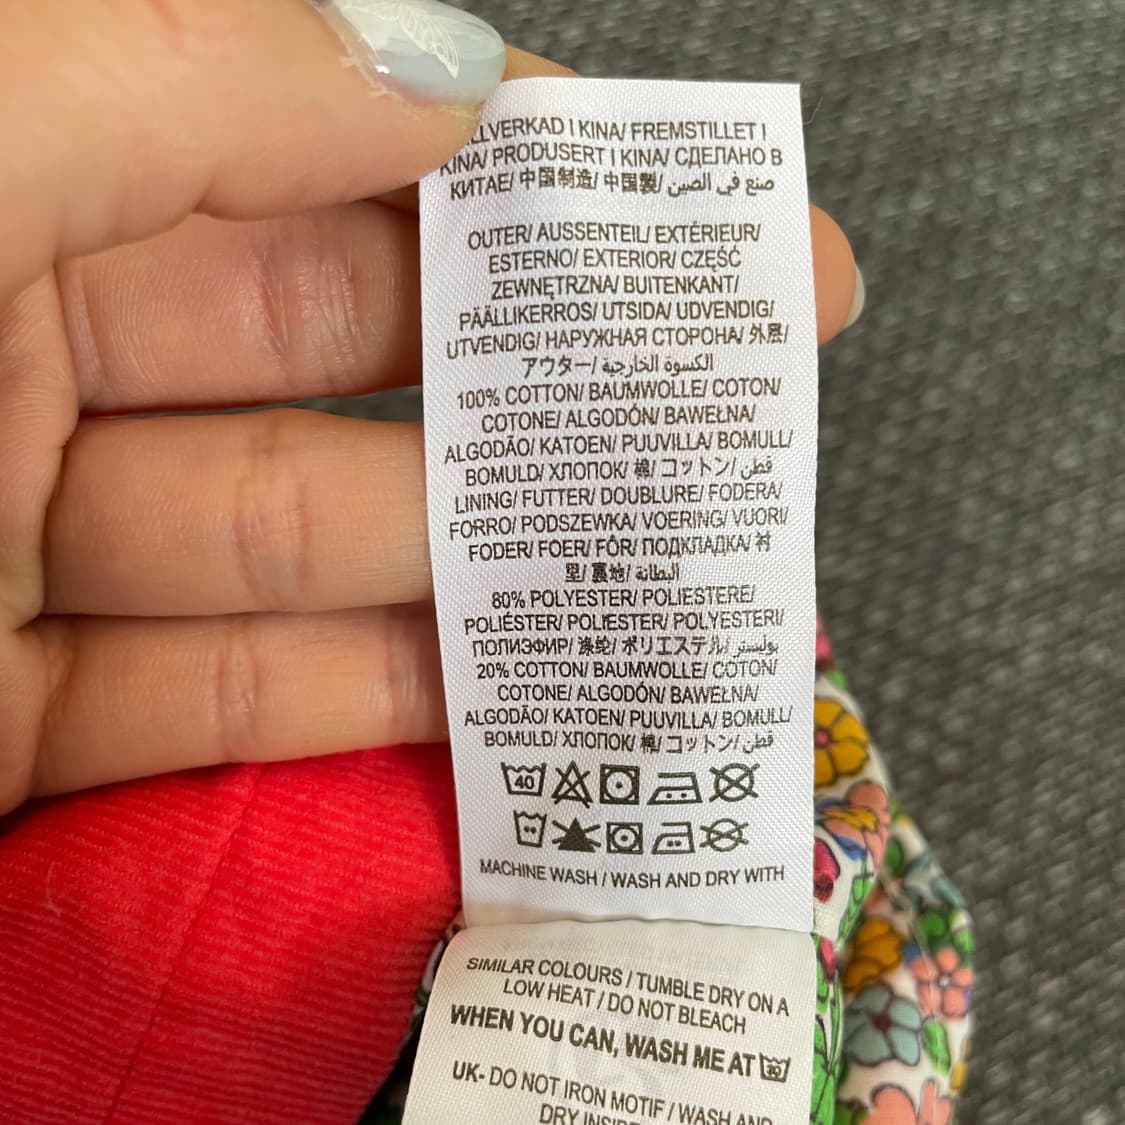 LLVERKAD I KINA/ FREMSTILLET I
KINA/ PRODUSERT I KINA/ СДЕЛАНО В
КИТАЕ/ 中国制造/ 中國製/ صنع في الصين
OUTER/ AUSSENTEIL/ EXTÉRIEUR/
ESTERNO/ EXTERIOR/ CZĘŚĆ
ZEWNĘTRZNA/ BUITENKANT/
PÄÄLLIKERROS/ UTSIDA/ UDVENDIG/
UTVENDIG/ НАРУЖНАЯ СТОРОНА/ 外层/
アウター/ الكسوة الخارجية
100% COTTON/ BAUMWOLLE/ COTON/
COTONE/ ALGODÓN/ BAWEŁNA/
ALGODÃO/ KATOEN/ PUUVILLA/ BOMULL/
BOMULD/ ХЛОПОК/ 棉/ コットン/ قطن
LINING/ FUTTER/ DOUBLURE/ FODERA/
FORRO/ PODSZEWKA/ VOERING/ VUORI/
FODER/ FOER/ FÔR/ ПОДКЛАДКА/ 衬
里/ 裏地/ البطانة
80% POLYESTER/ POLIESTERE/
POLIÉSTER/ POLIESTER/ POLYESTERI/
ПОЛИЭФИР/ 涤纶/ ポリエステル/ بوليستر
20% COTTON/ BAUMWOLLE/ COTON/
COTONE/ ALGODÓN/ BAWEŁNA/
ALGODÃO/ KATOEN/ PUUVILLA/ BOMULL/
BOMULD/ ХЛОПОК/ 棉/ コットン/ قطن
40
MACHINE WASH / WASH AND DRY WITH
SIMILAR COLOURS / TUMBLE DRY ON A
LOW HEAT / DO NOT BLEACH
WHEN YOU CAN, WASH ME AT 30
UK- DO NOT IRON MOTIF / WASH AND
DRY INSIDE